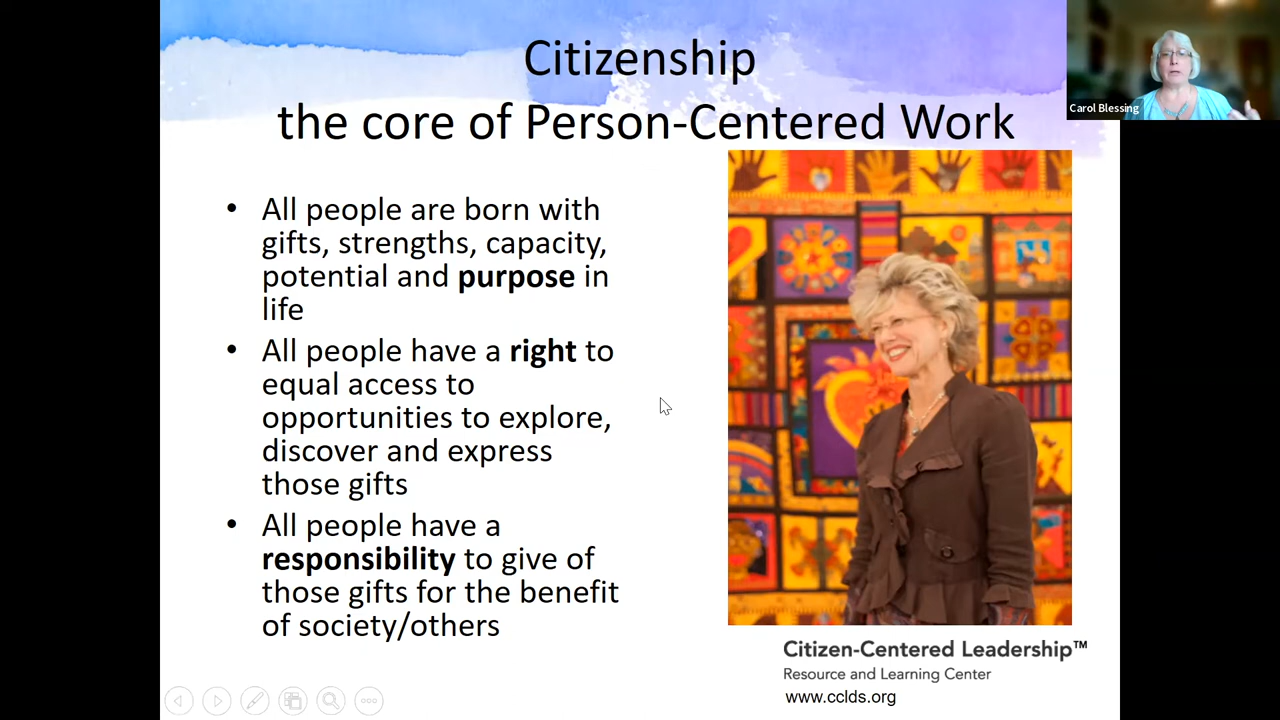 Citizenship
the core of Person-Centered Work
Carol Blessing
• All people are born with
gifts, strengths, capacity,
potential and purpose in
life
• All people have a right to
equal access to
opportunities to explore,
discover and express
those gifts
• All people have a
responsibility to give of
those gifts for the benefit
of society/others
Citizen-Centered Leadership™
Resource and Learning Center
www.cclds.org